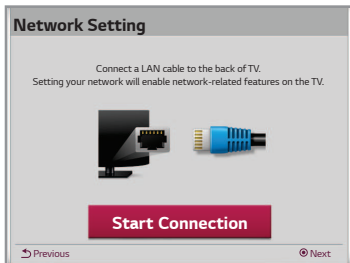 Network Setting
Connect a LAN cable to the back of TV.
Setting your network will enable network-related features on the TV.
Start Connection
Previous
Next